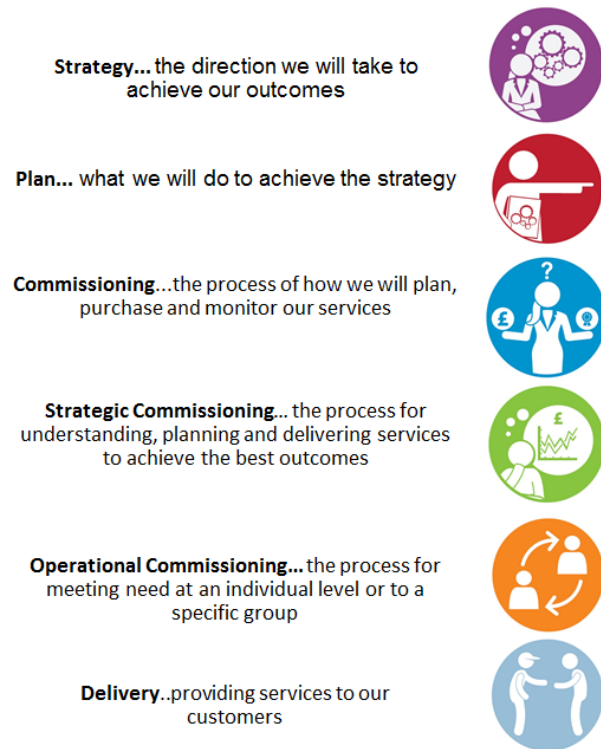 Strategy... the direction we will take to
achieve our outcomes
Plan... what we will do to achieve the strategy
Commissioning...the process of how we will plan,
purchase and monitor our services
?
£
Strategic Commissioning... the process for
understanding, planning and delivering services
to achieve the best outcomes
£
Operational Commissioning... the process for
meeting need at an individual level or to a
specific group
Delivery..providing services to our
customers